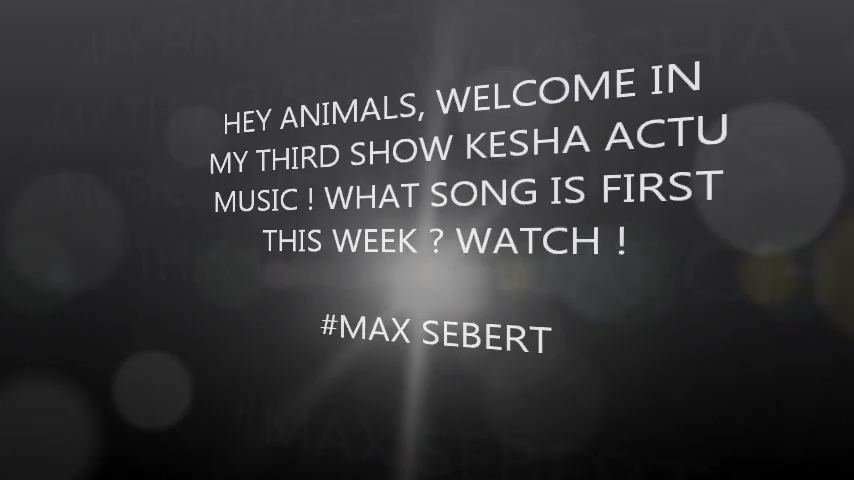 HEY ANIMALS, WELCOME IN
MY THIRD SHOW KESHA ACTU
MUSIC ! WHAT SONG IS FIRST
THIS WEEK ? WATCH !
#MAX SEBERT